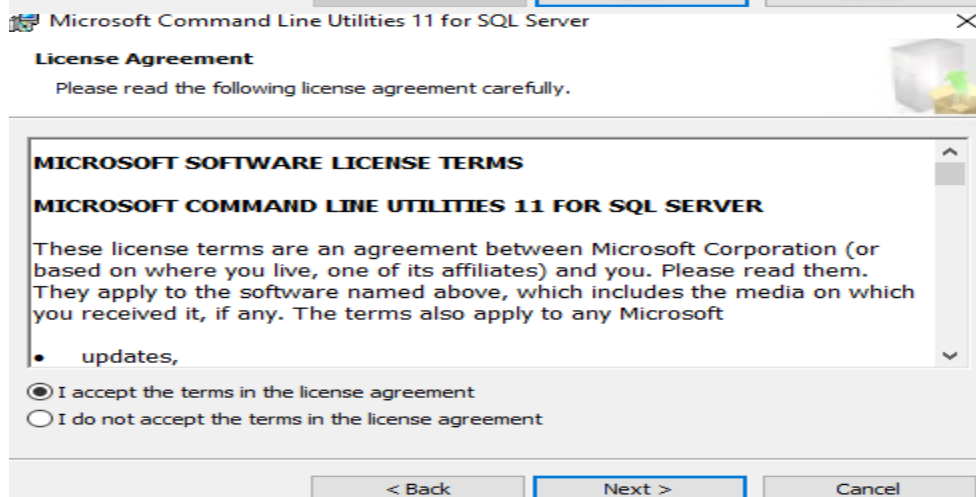 Microsoft Command Line Utilities 11 for SQL Server
License Agreement
Please read the following license agreement carefully.
MICROSOFT SOFTWARE LICENSE TERMS
MICROSOFT COMMAND LINE UTILITIES 11 FOR SQL SERVER
These license terms are an agreement between Microsoft Corporation (or
based on where you live, one of its affiliates) and you. Please read them.
They apply to the software named above, which includes the media on which
you received it, if any. The terms also apply to any Microsoft
• updates,
I accept the terms in the license agreement
I do not accept the terms in the license agreement
< Back Next > Cancel